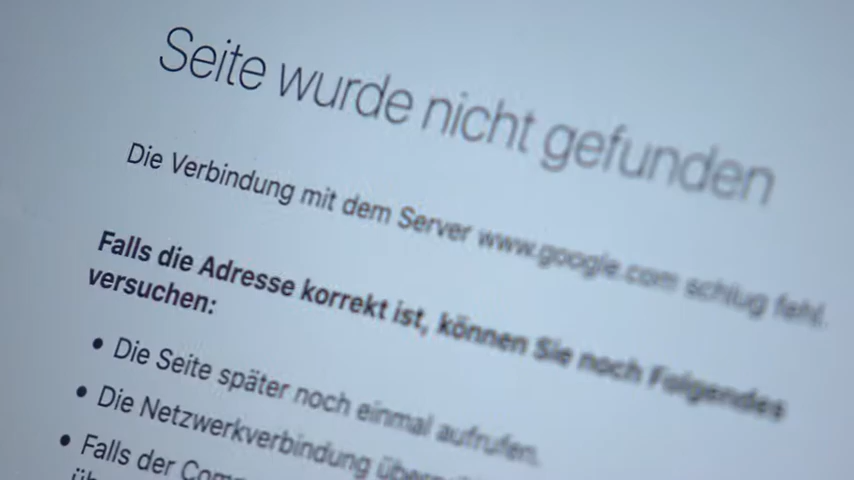 Seite wurde nicht gefunden
Die Verbindung mit dem Server www.google.com schlug fehl.
Falls die Adresse korrekt ist, können Sie noch Folgendes
versuchen:
• Die Seite später noch einmal aufrufen.
• Die Netzwerkverbindung
• Falls der